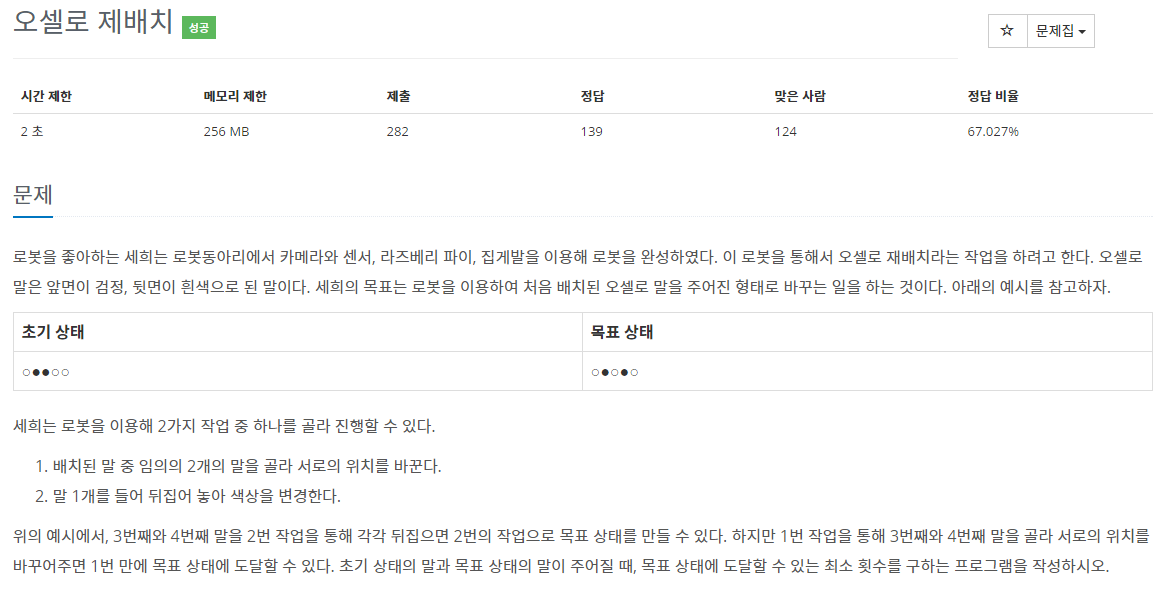 오셀로 제배치 성공
☆ 문제집
시간 제한 메모리 제한 제출 정답 맞은 사람 정답 비율
2 초 256 MB 282 139 124 67.027%
문제
로봇을 좋아하는 세희는 로봇동아리에서 카메라와 센서, 라즈베리 파이, 집게발을 이용해 로봇을 완성하였다. 이 로봇을 통해서 오셀로 재배치라는 작업을 하려고 한다. 오셀로
말은 앞면이 검정, 뒷면이 흰색으로 된 말이다. 세희의 목표는 로봇을 이용하여 처음 배치된 오셀로 말을 주어진 형태로 바꾸는 일을 하는 것이다. 아래의 예시를 참고하자.
초기 상태 목표 상태
○●●○○ ○●○●○
세희는 로봇을 이용해 2가지 작업 중 하나를 골라 진행할 수 있다.
1. 배치된 말 중 임의의 2개의 말을 골라 서로의 위치를 바꾼다.
2. 말 1개를 들어 뒤집어 놓아 색상을 변경한다.
위의 예시에서, 3번째와 4번째 말을 2번 작업을 통해 각각 뒤집으면 2번의 작업으로 목표 상태를 만들 수 있다. 하지만 1번 작업을 통해 3번째와 4번째 말을 골라 서로의 위치를
바꾸어주면 1번 만에 목표 상태에 도달할 수 있다. 초기 상태의 말과 목표 상태의 말이 주어질 때, 목표 상태에 도달할 수 있는 최소 횟수를 구하는 프로그램을 작성하시오.